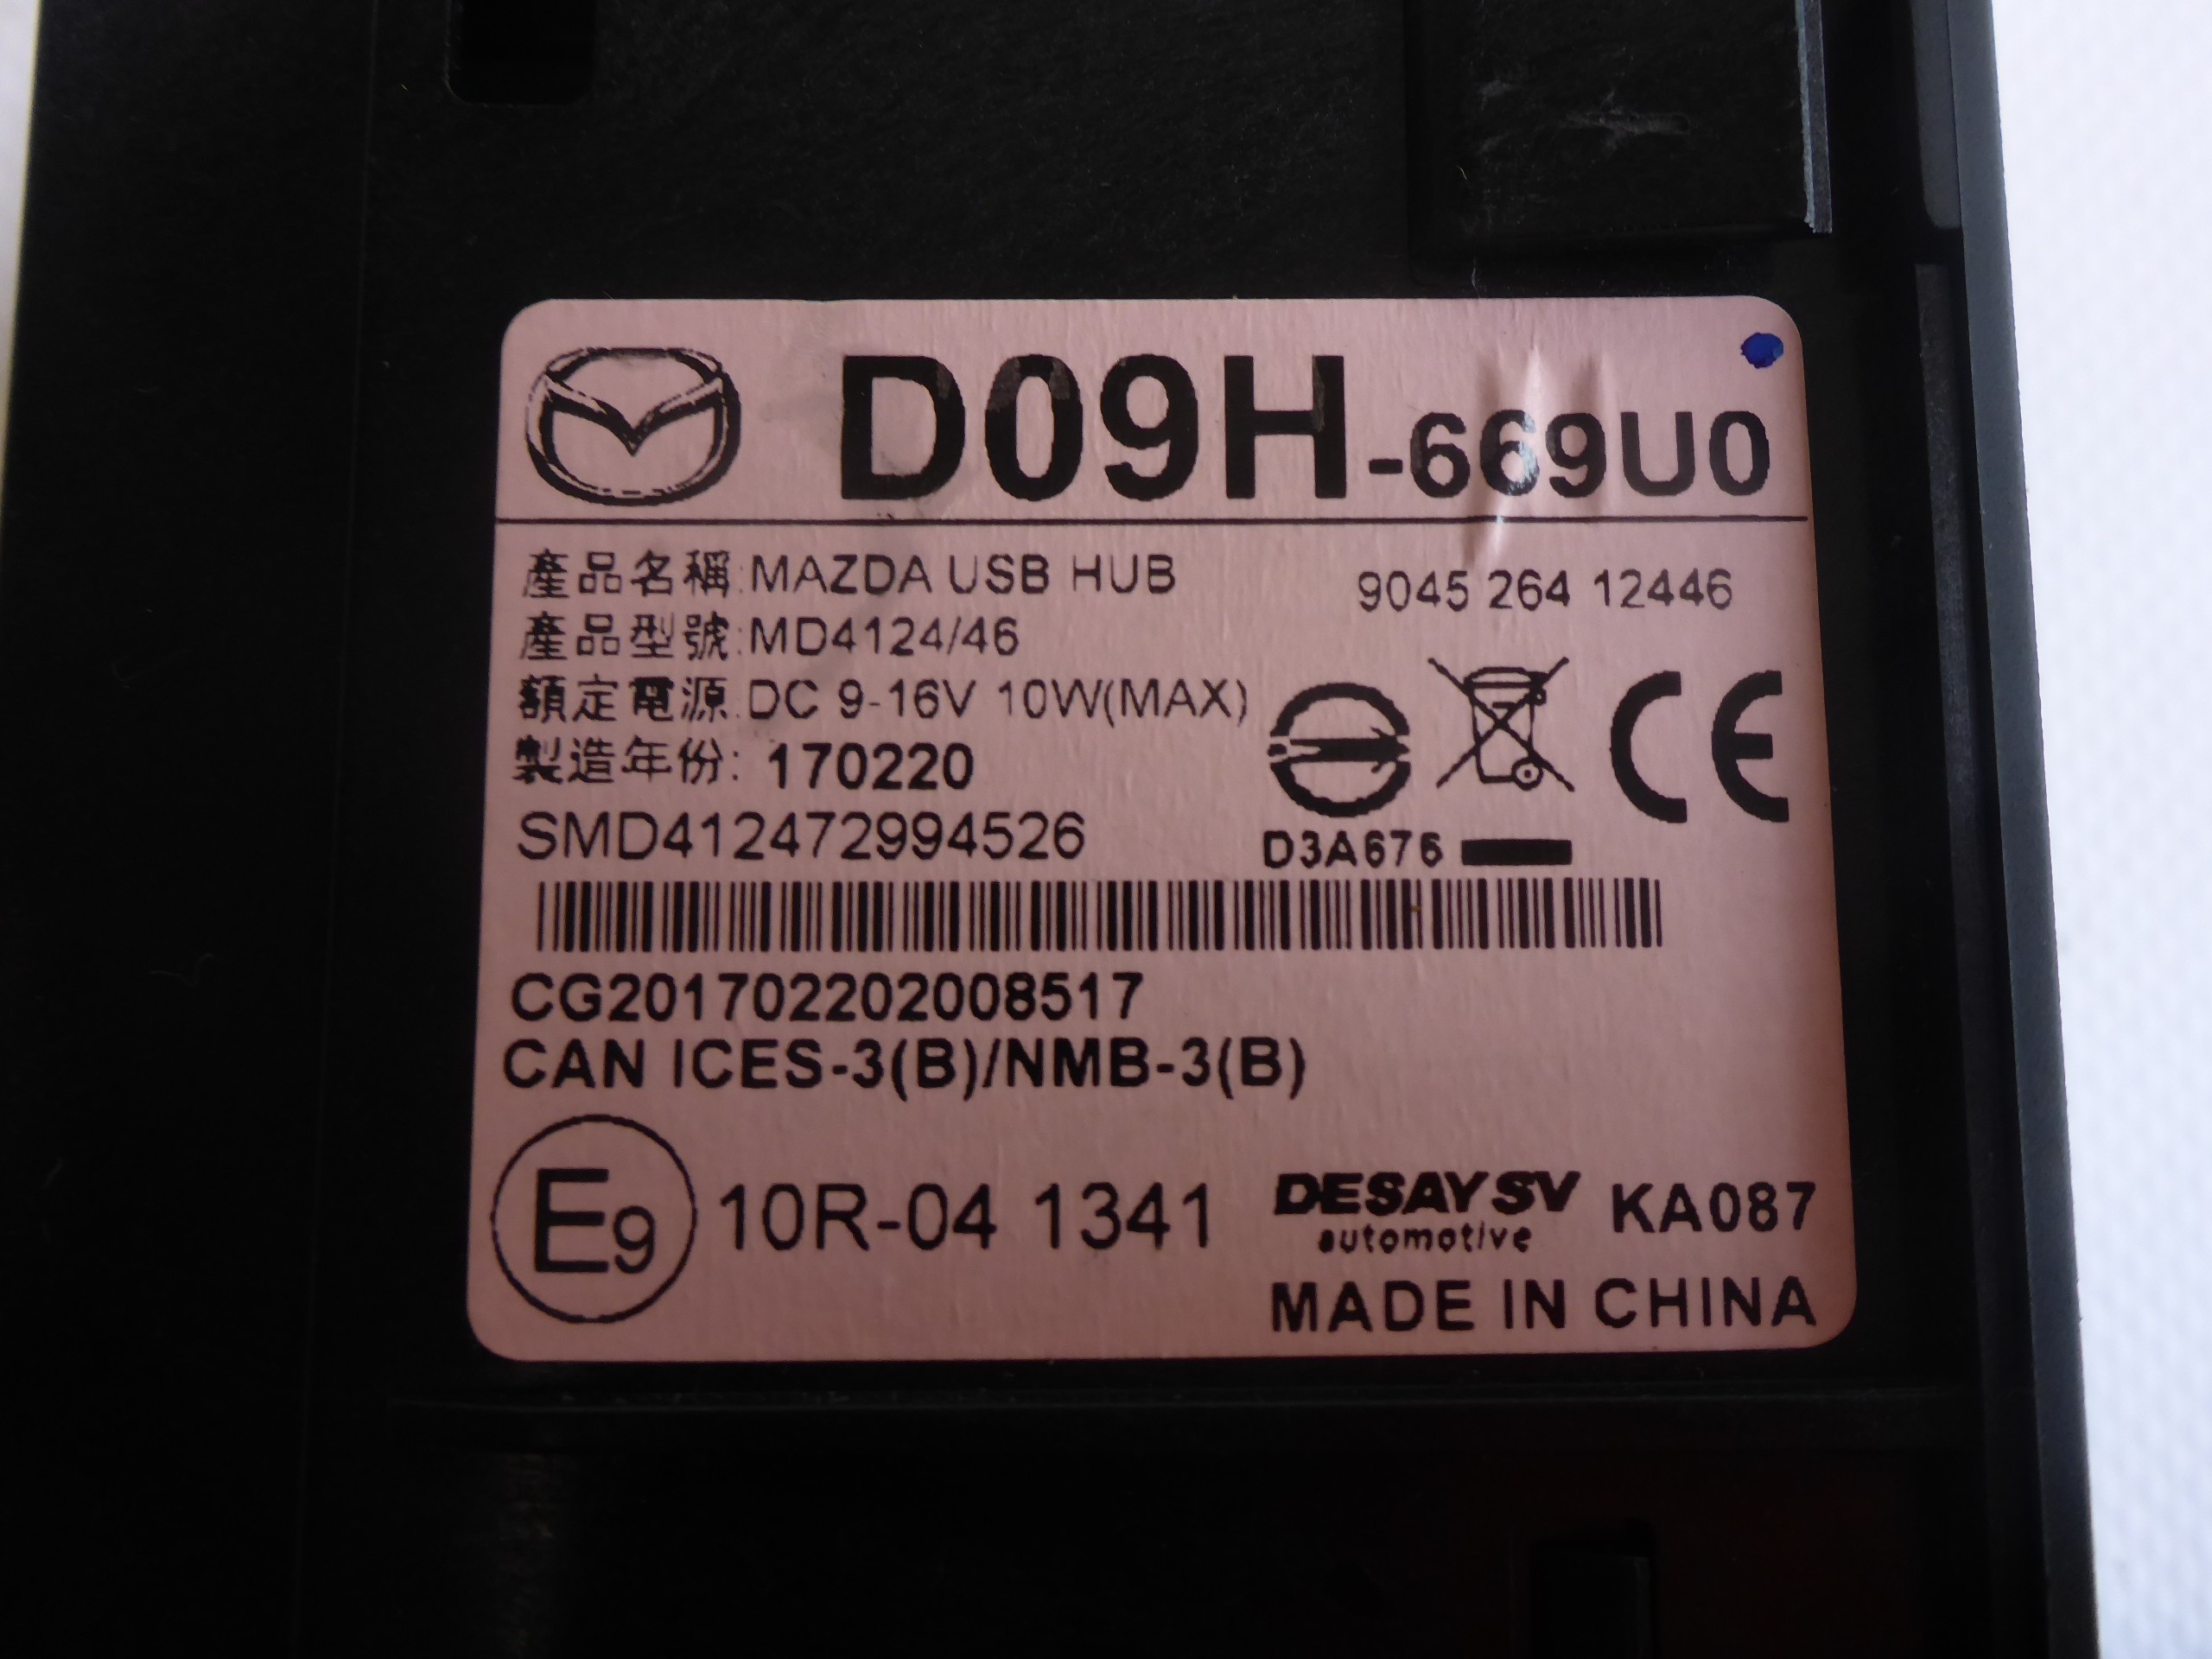 D09H-669U0
產品名稱:MAZDA USB HUB
9045 264 12446
產品型號:MD4124/46
額定電源:DC 9-16V 10W(MAX)
製造年份: 170220
CE
SMD412472994526
D3A676
CG201702202008517
CAN ICES-3(B)/NMB-3(B)
E9 10R-04 1341
DESAY SV KA087
automotive
MADE IN CHINA